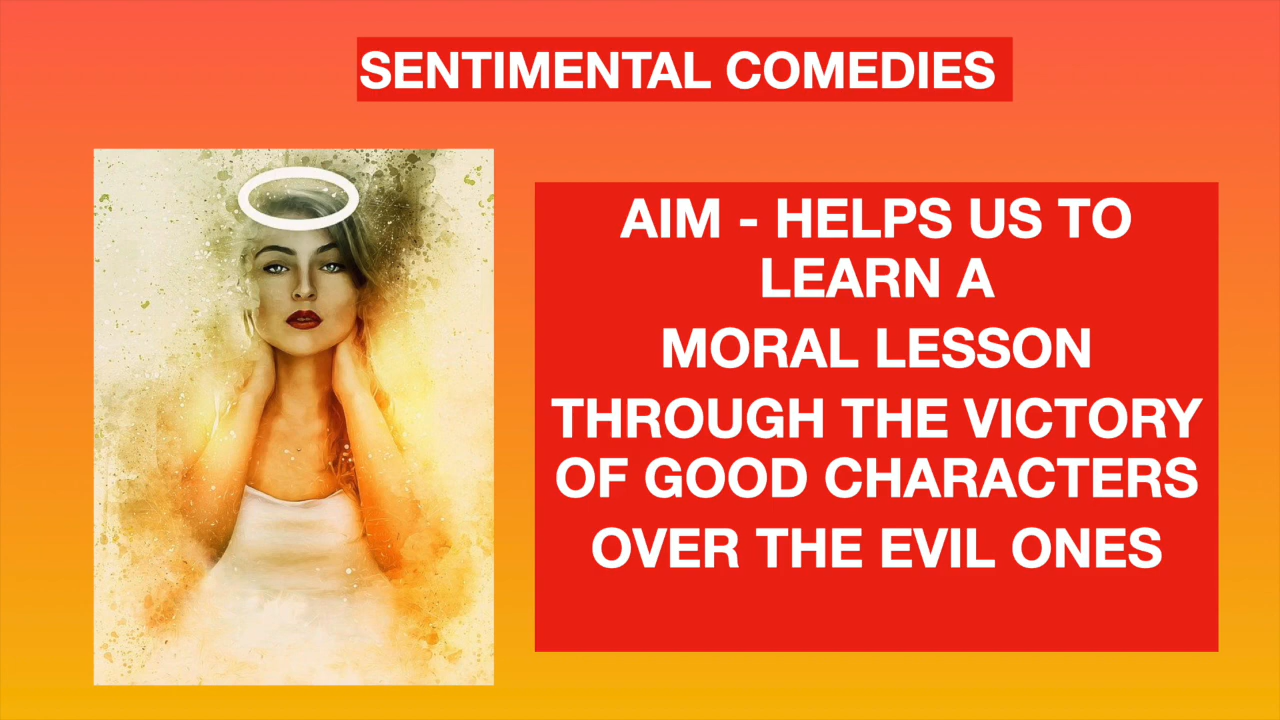 SENTIMENTAL COMEDIES
AIM - HELPS US TO
LEARN A
MORAL LESSON
THROUGH THE VICTORY
OF GOOD CHARACTERS
OVER THE EVIL ONES